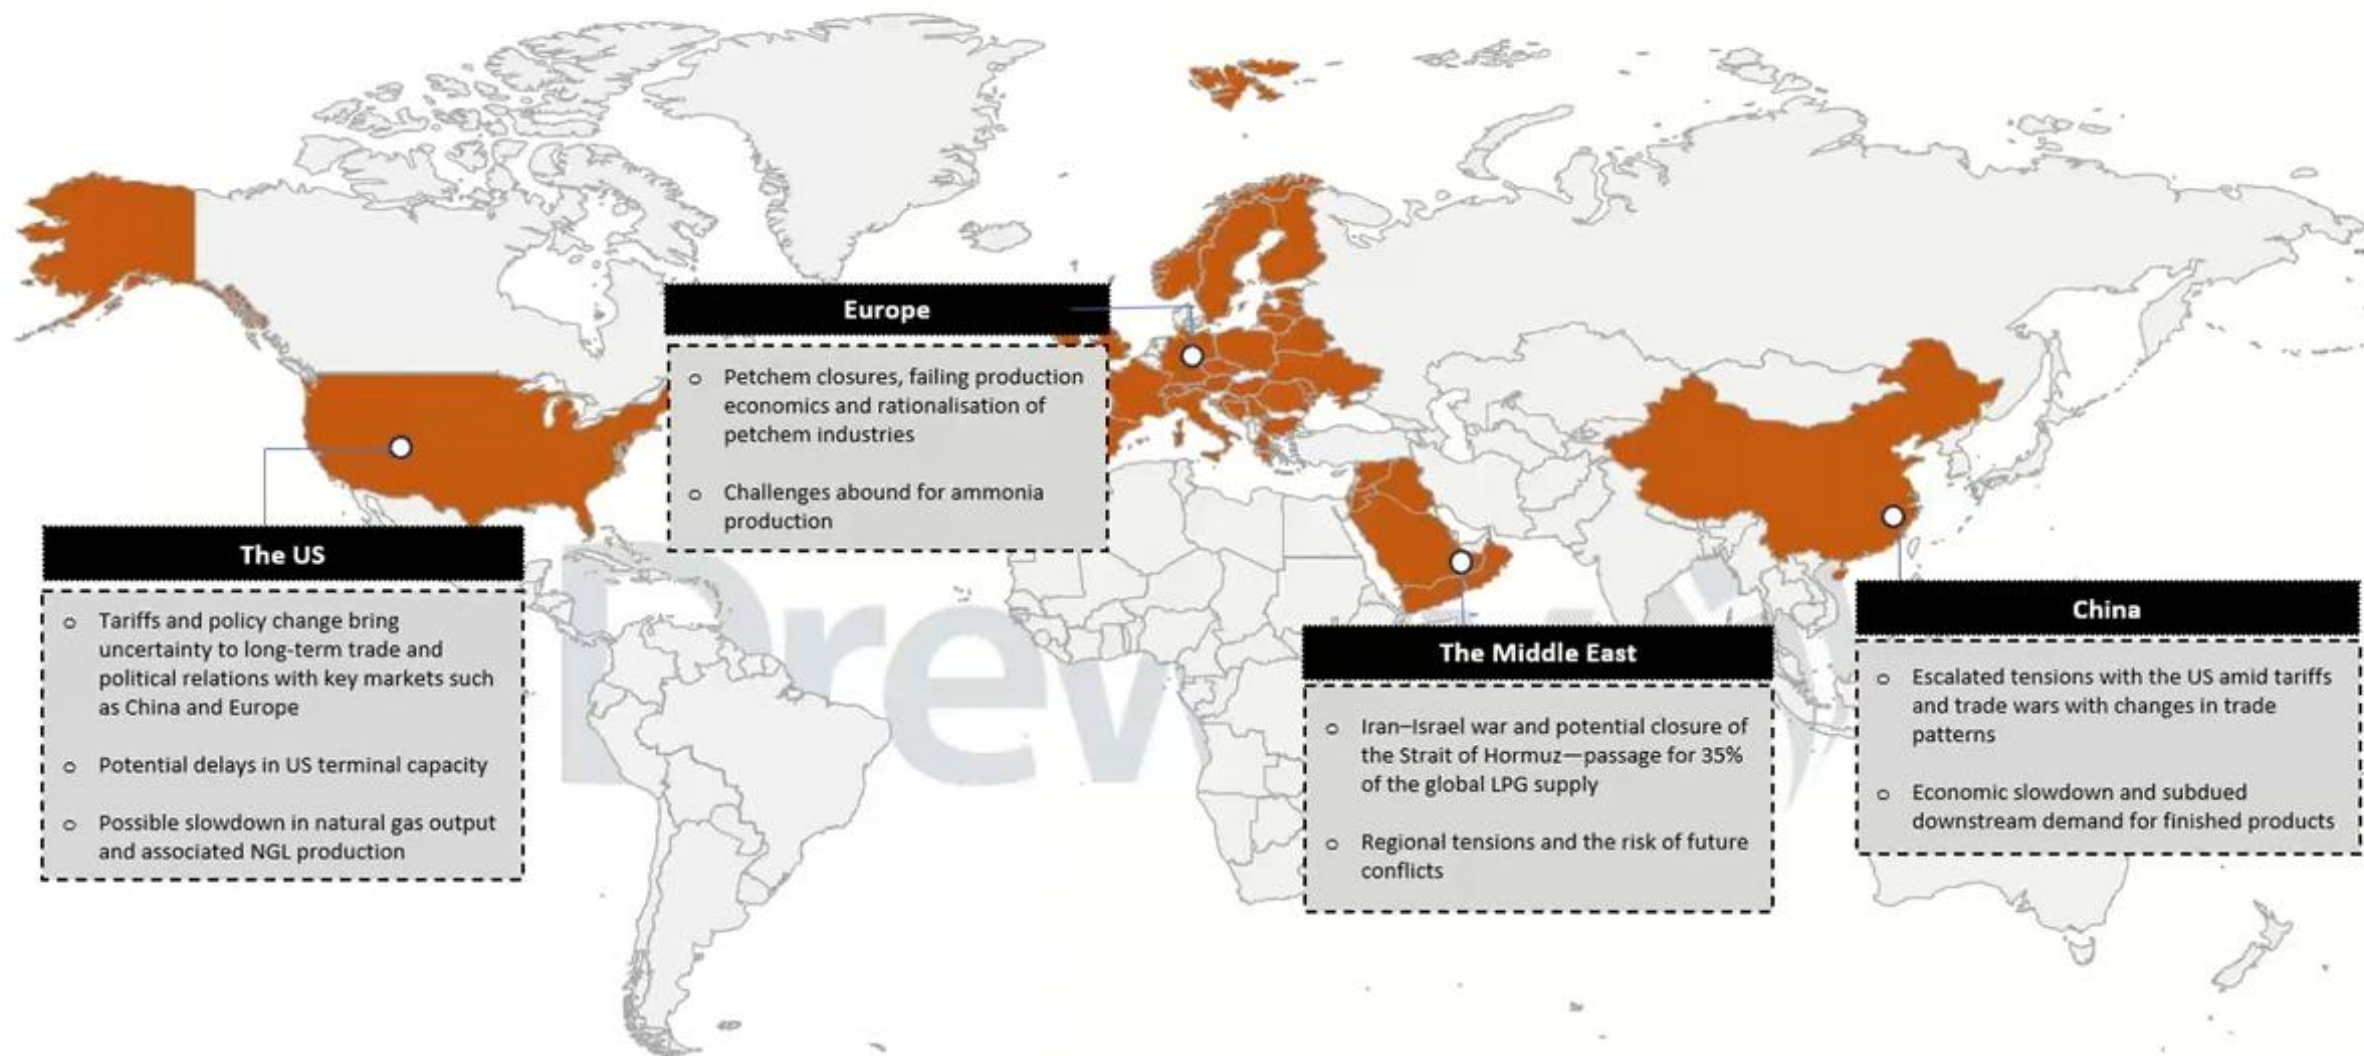 Europe
○ Petchem closures, failing production
economics and rationalisation of
petchem industries
○ Challenges abound for ammonia
production
The US
○ Tariffs and policy change bring
uncertainty to long-term trade and
political relations with key markets such
as China and Europe
○ Potential delays in US terminal capacity
○ Possible slowdown in natural gas output
and associated NGL production
The Middle East
○ Iran–Israel war and potential closure of
the Strait of Hormuz—passage for 35%
of the global LPG supply
○ Regional tensions and the risk of future
conflicts
China
○ Escalated tensions with the US amid tariffs
and trade wars with changes in trade
patterns
○ Economic slowdown and subdued
downstream demand for finished products